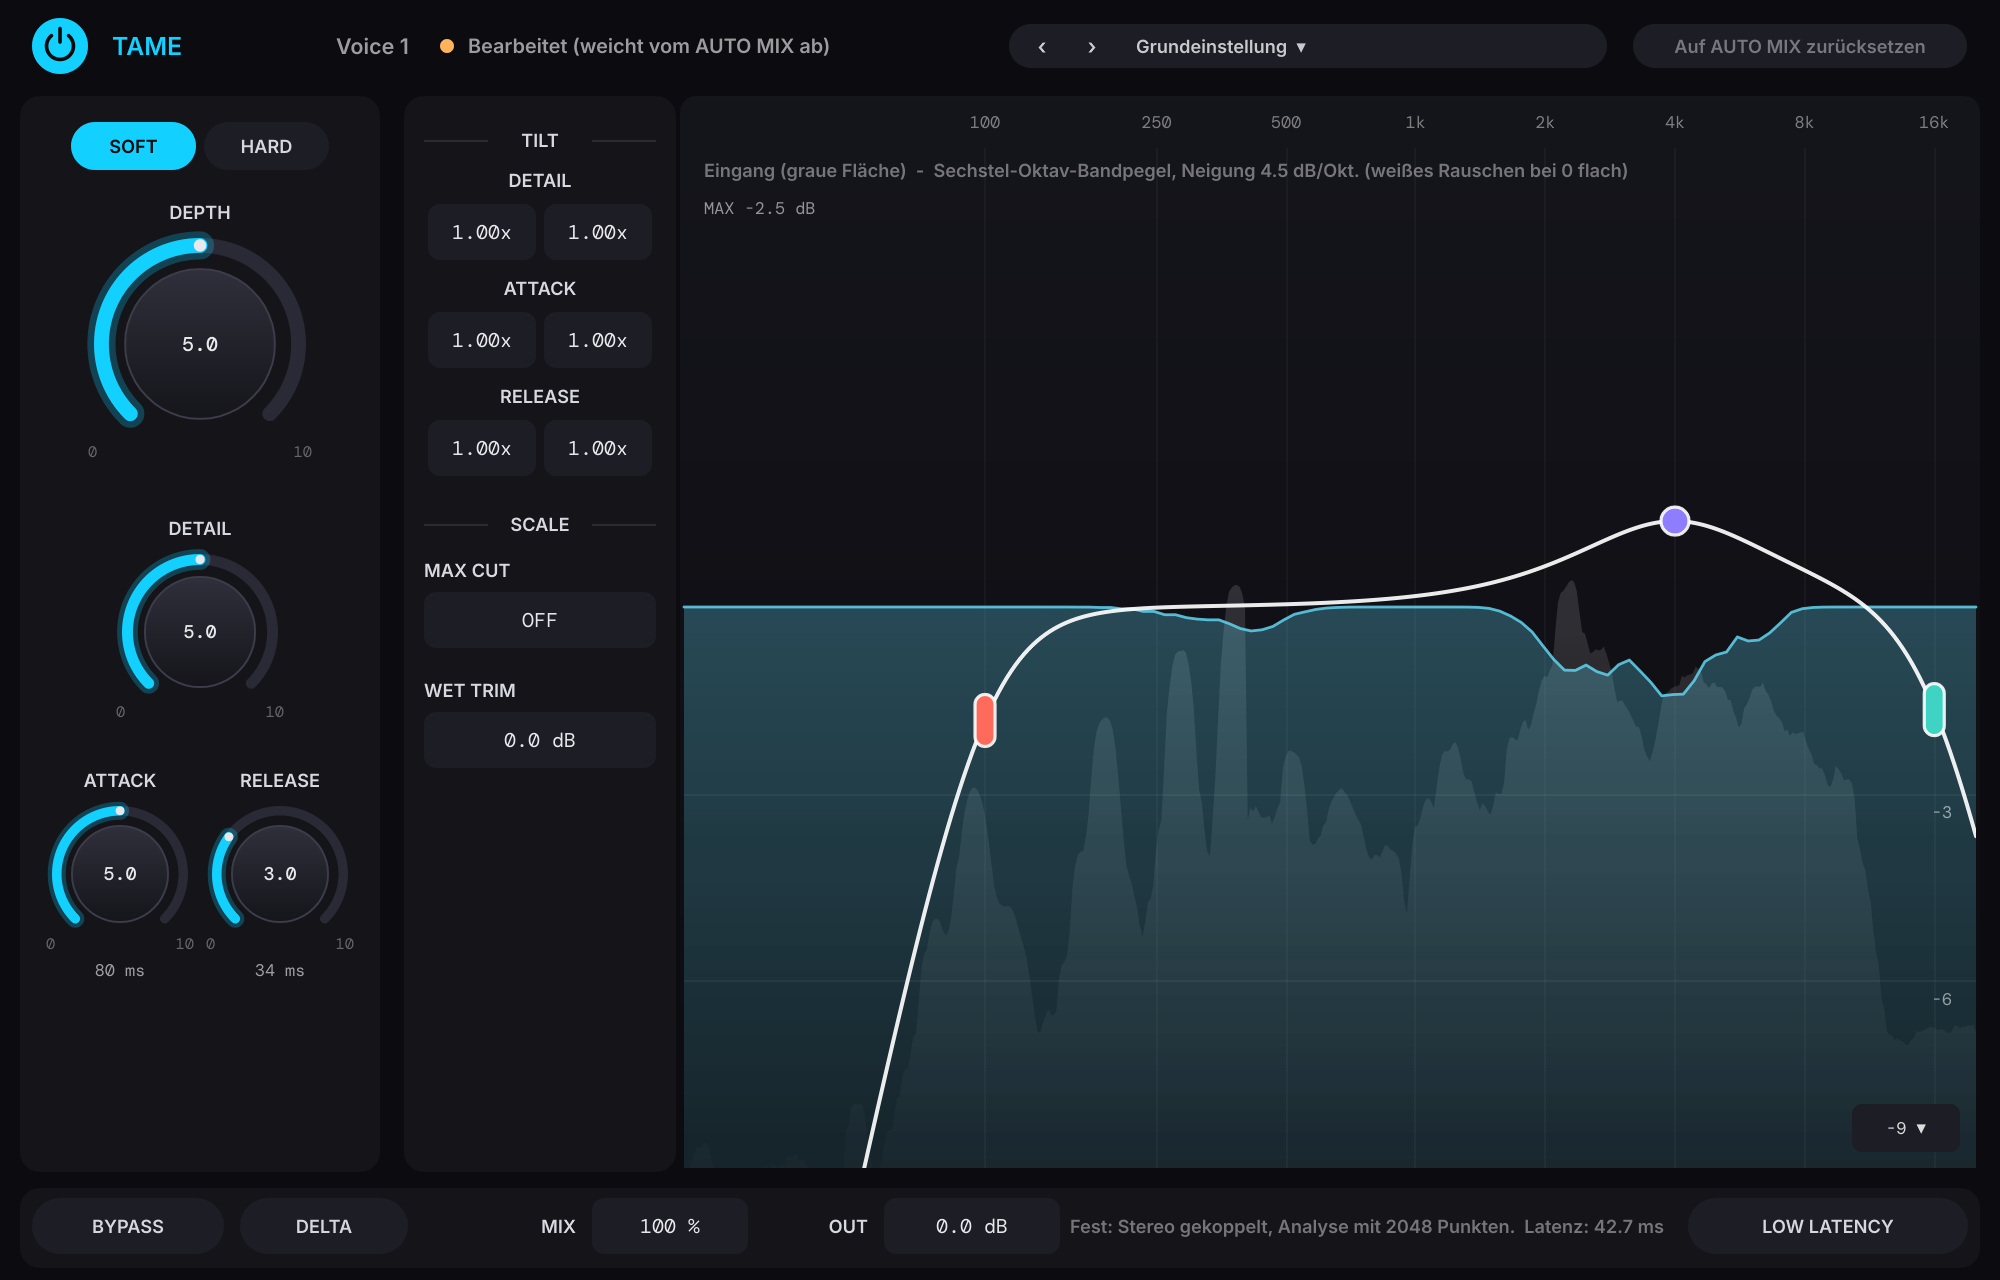 TAME
Voice 1
Bearbeitet (weicht vom AUTO MIX ab)
‹ › Grundeinstellung ▾
Auf AUTO MIX zurücksetzen
SOFT HARD
DEPTH
5.0
0 10
DETAIL
5.0
0 10
ATTACK RELEASE
5.0 3.0
0 10 0 10
80 ms 34 ms
TILT
DETAIL
1.00x 1.00x
ATTACK
1.00x 1.00x
RELEASE
1.00x 1.00x
SCALE
MAX CUT
OFF
WET TRIM
0.0 dB
100 250 500 1k 2k 4k 8k 16k
Eingang (graue Fläche) - Sechstel-Oktav-Bandpegel, Neigung 4.5 dB/Okt. (weißes Rauschen bei 0 flach)
MAX -2.5 dB
-3
-6
-9 ▾
BYPASS DELTA MIX 100 % OUT 0.0 dB Fest: Stereo gekoppelt, Analyse mit 2048 Punkten. Latenz: 42.7 ms LOW LATENCY